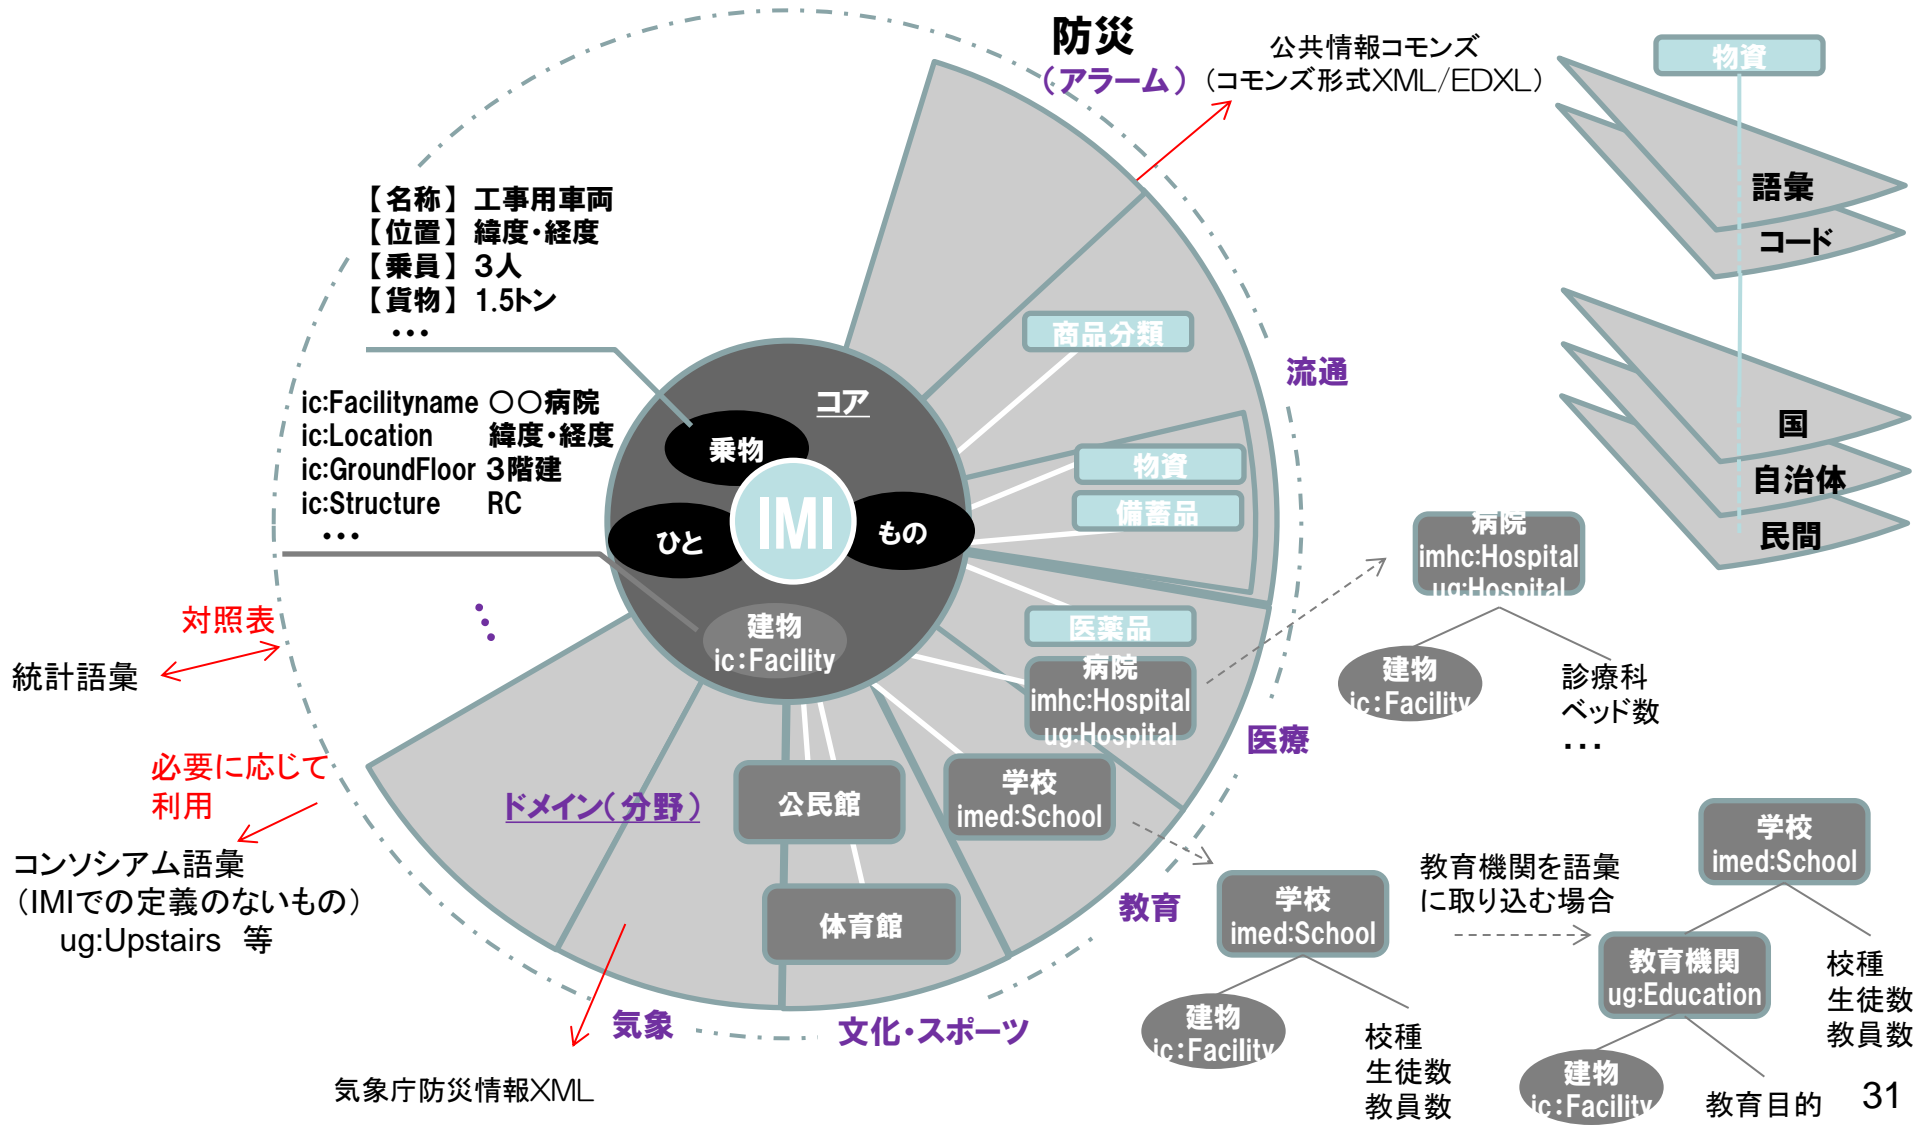 防災
（アラーム）
公共情報コモンズ
(コモンズ形式XML/EDXL)
物資
語彙
コード
国
自治体
民間
【名称】 工事用車両
【位置】 緯度・経度
【乗員】 3人
【貨物】 1.5トン
・・・
ic:Facilityname 〇〇病院
ic:Location 緯度・経度
ic:GroundFloor 3階建
ic:Structure RC
・・・
コア
乗物
IMI
ひと
もの
建物
ic:Facility
商品分類
流通
物資
備蓄品
医薬品
病院
imhc:Hospital
ug:Hospital
医療
学校
imed:School
教育
公民館
体育館
文化・スポーツ
気象
ドメイン（分野）
・・・
対照表
統計語彙
必要に応じて
利用
コンソシアム語彙
（IMIでの定義のないもの）
ug:Upstairs 等
気象庁防災情報XML
病院
imhc:Hospital
ug:Hospital
建物
ic:Facility
診療科
ベッド数
・・・
学校
imed:School
建物
ic:Facility
校種
生徒数
教員数
教育機関を語彙
に取り込む場合
学校
imed:School
教育機関
ug:Education
校種
生徒数
教員数
建物
ic:Facility
教育目的
31